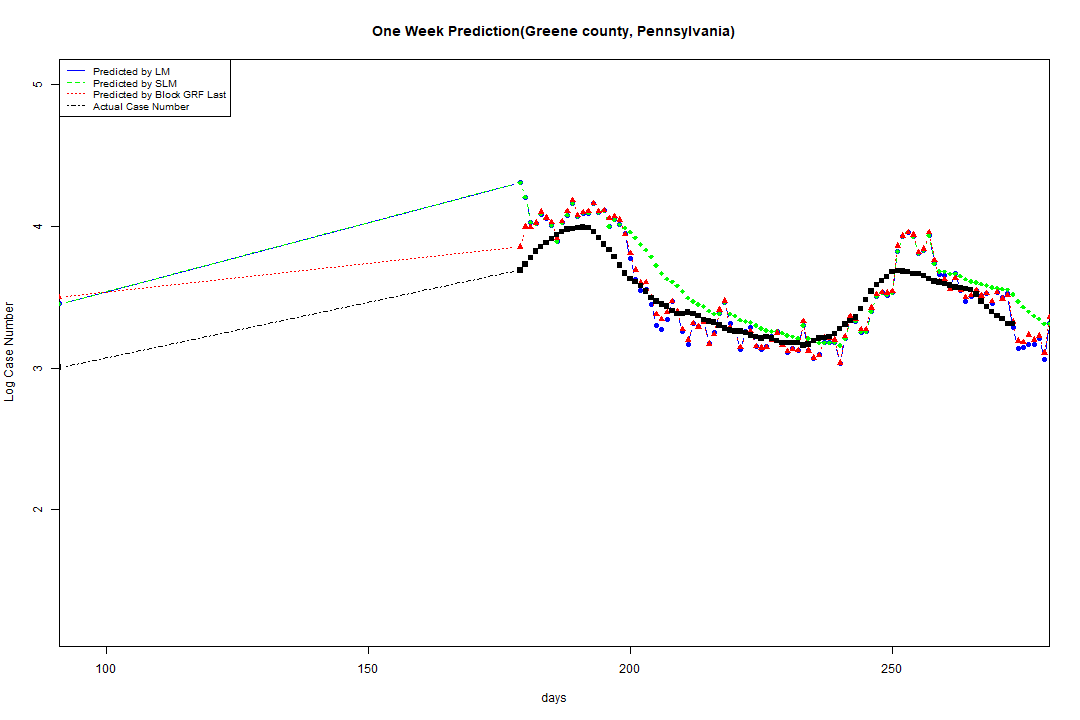 One Week Prediction(Greene county, Pennsylvania)
Predicted by LM
Predicted by SLM
Predicted by Block GRF Last
Actual Case Number
5
4
3
2
Log Case Number
100
150
200
250
days